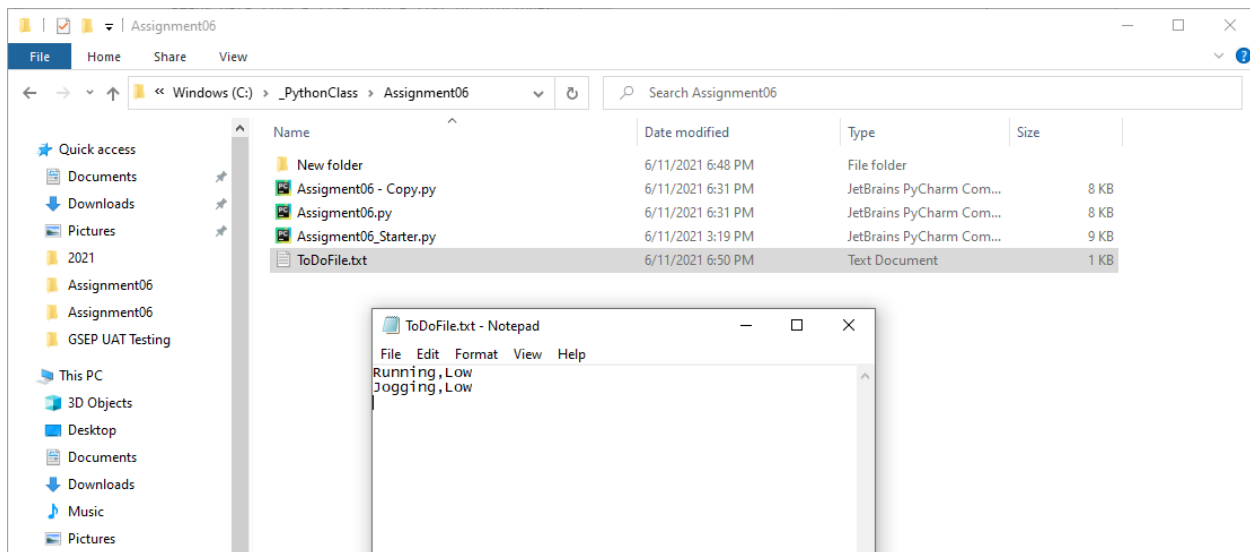 Assignment06
File Home Share View
« Windows (C:) > _PythonClass > Assignment06
Search Assignment06
Name Date modified Type Size
Quick access
Documents
Downloads
Pictures
2021
Assignment06
Assignment06
GSEP UAT Testing
This PC
3D Objects
Desktop
Documents
Downloads
Music
Pictures
New folder 6/11/2021 6:48 PM File folder
Assigment06 - Copy.py 6/11/2021 6:31 PM JetBrains PyCharm Com... 8 KB
Assigment06.py 6/11/2021 6:31 PM JetBrains PyCharm Com... 8 KB
Assigment06_Starter.py 6/11/2021 3:19 PM JetBrains PyCharm Com... 9 KB
ToDoFile.txt 6/11/2021 6:50 PM Text Document 1 KB
ToDoFile.txt - Notepad
File Edit Format View Help
Running,Low
Jogging,Low